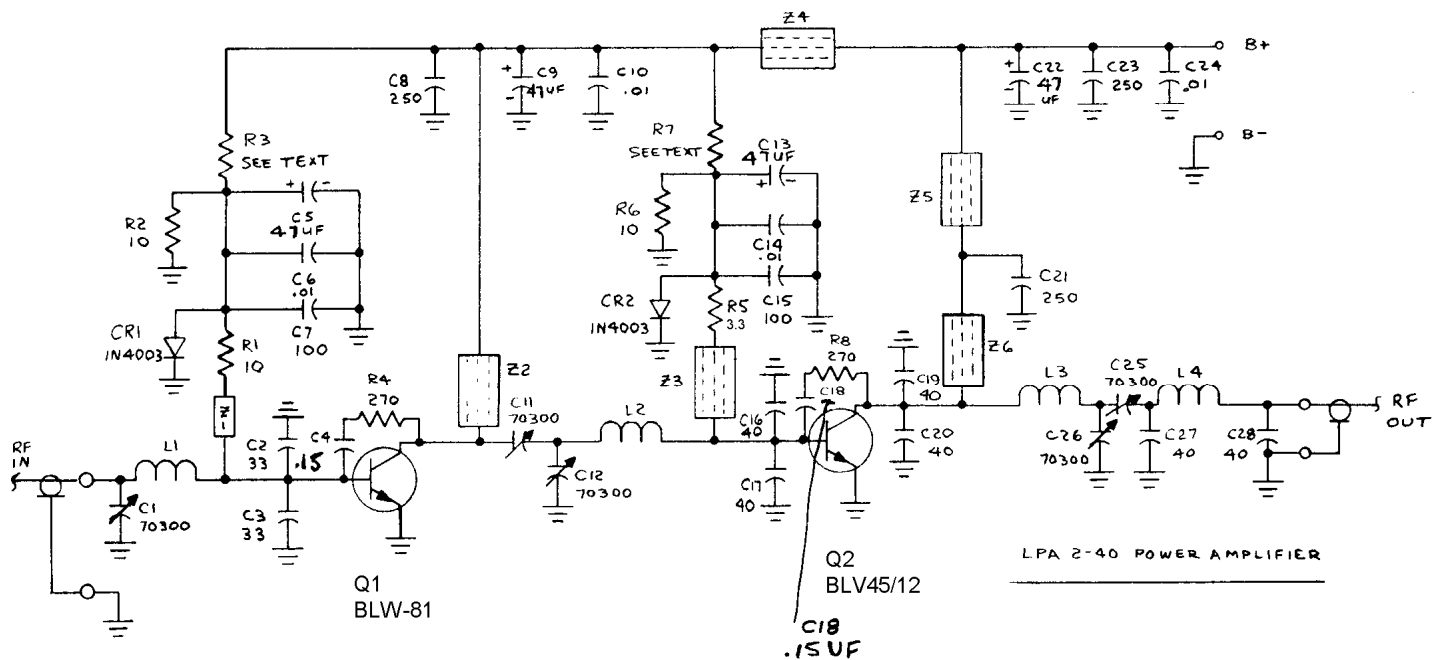 Z4
B+
C8
250
C9
47UF
+
-
C10
.01
C22
47
UF
+
-
C23
250
C24
.01
B-
R3
SEE TEXT
R2
10
+ -
C5
47UF
C6
.01
C7
100
CR1
1N4003
R1
10
Z1
R7
SEE TEXT
C13
47UF
+ -
R6
10
C14
.01
C15
100
CR2
1N4003
R5
3.3
Z5
C21
250
Z6
Z2
Z3
R4
270
R8
270
C11
70300
L2
C12
70300
C16
40
C17
40
C18
C19
40
C20
40
L3
C25
70300
L4
C26
70300
C27
40
C28
40
RF
OUT
RF
IN
C1
70300
L1
C2
33
C3
33
C4
.15
Q1
BLW-81
Q2
BLV45/12
C18
.15UF
LPA 2-40 POWER AMPLIFIER